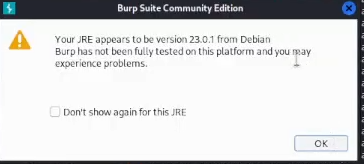 Burp Suite Community Edition
Your JRE appears to be version 23.0.1 from Debian
Burp has not been fully tested on this platform and you may
experience problems.
Don't show again for this JRE
OK